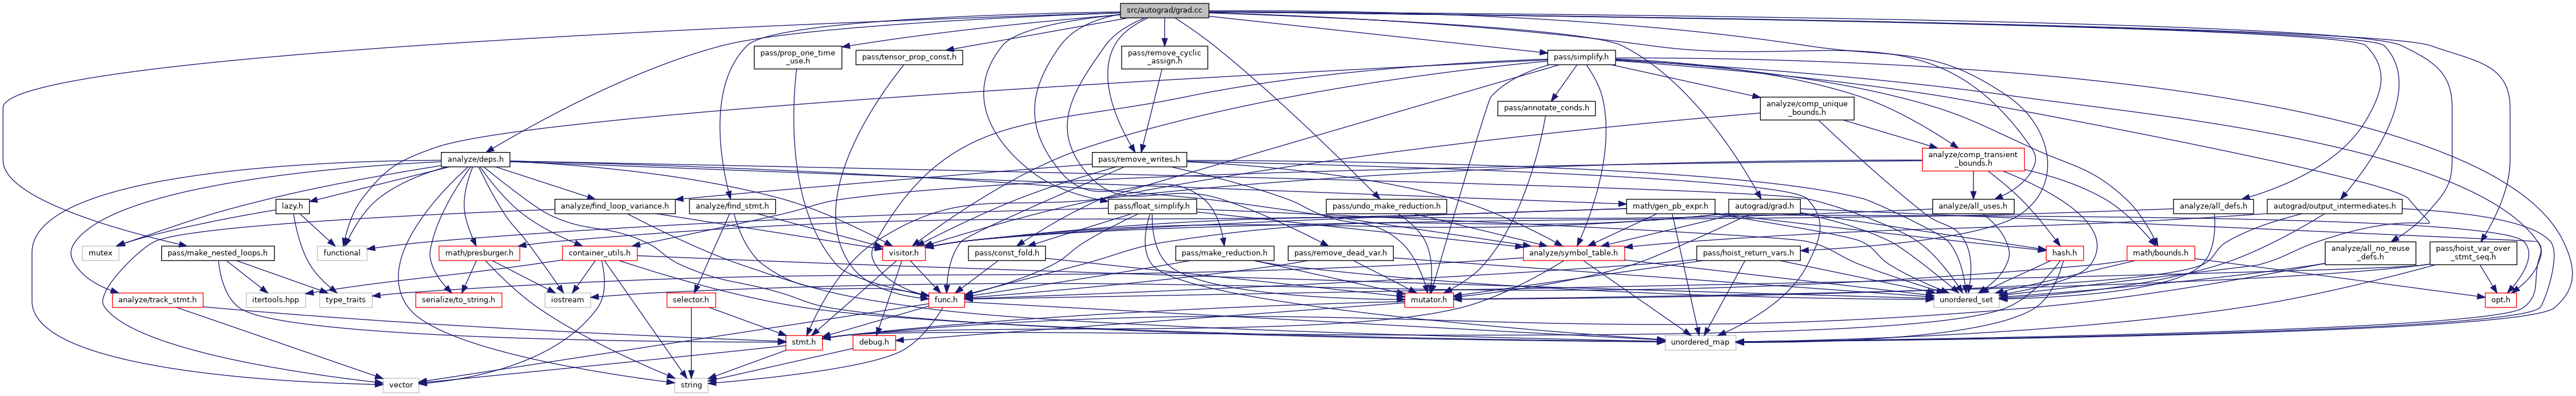 src/autograd/grad.cc
pass/prop_one_time
_use.h
pass/tensor_prop_const.h
pass/remove_cyclic
_assign.h
pass/simplify.h
pass/annotate_conds.h
analyze/comp_unique
_bounds.h
analyze/deps.h
pass/remove_writes.h
analyze/comp_transient
_bounds.h
lazy.h
analyze/find_loop_variance.h
analyze/find_stmt.h
pass/float_simplify.h
pass/undo_make_reduction.h
math/gen_pb_expr.h
autograd/grad.h
analyze/all_uses.h
analyze/all_defs.h
autograd/output_intermediates.h
mutex
pass/make_nested_loops.h
functional
math/presburger.h
container_utils.h
visitor.h
pass/const_fold.h
pass/make_reduction.h
pass/remove_dead_var.h
analyze/symbol_table.h
pass/hoist_return_vars.h
hash.h
math/bounds.h
analyze/all_no_reuse
_defs.h
pass/hoist_var_over
_stmt_seq.h
analyze/track_stmt.h
itertools.hpp
type_traits
serialize/to_string.h
iostream
selector.h
func.h
mutator.h
unordered_set
opt.h
stmt.h
debug.h
unordered_map
vector
string